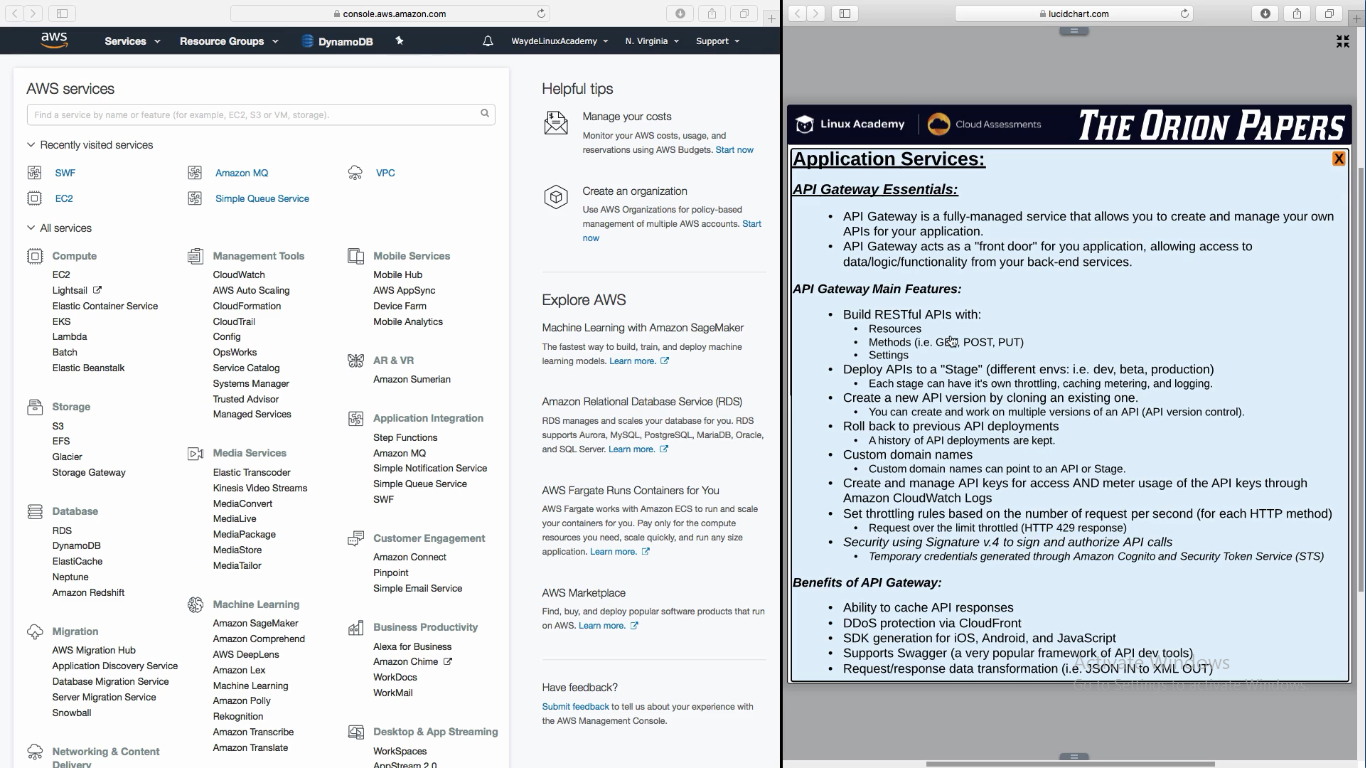 console.aws.amazon.com
lucidchart.com
aws Services Resource Groups DynamoDB WaydeLinuxAcademy N. Virginia Support
AWS services
Find a service by name or feature (for example, EC2, S3 or VM, storage).
Recently visited services
SWF
Amazon MQ
VPC
EC2
Simple Queue Service
All services
Compute
EC2
Lightsail
Elastic Container Service
EKS
Lambda
Batch
Elastic Beanstalk
Storage
S3
EFS
Glacier
Storage Gateway
Database
RDS
DynamoDB
ElastiCache
Neptune
Amazon Redshift
Migration
AWS Migration Hub
Application Discovery Service
Database Migration Service
Server Migration Service
Snowball
Networking & Content
Delivery
Management Tools
CloudWatch
AWS Auto Scaling
CloudFormation
CloudTrail
Config
OpsWorks
Service Catalog
Systems Manager
Trusted Advisor
Managed Services
Media Services
Elastic Transcoder
Kinesis Video Streams
MediaConvert
MediaLive
MediaPackage
MediaStore
MediaTailor
Machine Learning
Amazon SageMaker
Amazon Comprehend
AWS DeepLens
Amazon Lex
Machine Learning
Amazon Polly
Rekognition
Amazon Transcribe
Amazon Translate
Mobile Services
Mobile Hub
AWS AppSync
Device Farm
Mobile Analytics
AR & VR
Amazon Sumerian
Application Integration
Step Functions
Amazon MQ
Simple Notification Service
Simple Queue Service
SWF
Customer Engagement
Amazon Connect
Pinpoint
Simple Email Service
Business Productivity
Alexa for Business
Amazon Chime
WorkDocs
WorkMail
Desktop & App Streaming
WorkSpaces
AppStream 2.0
Helpful tips
Manage your costs
Monitor your AWS costs, usage, and
reservations using AWS Budgets. Start now
Create an organization
Use AWS Organizations for policy-based
management of multiple AWS accounts. Start
now
Explore AWS
Machine Learning with Amazon SageMaker
The fastest way to build, train, and deploy machine
learning models. Learn more.
Amazon Relational Database Service (RDS)
RDS manages and scales your database for you. RDS
supports Aurora, MySQL, PostgreSQL, MariaDB, Oracle,
and SQL Server. Learn more.
AWS Fargate Runs Containers for You
AWS Fargate works with Amazon ECS to run and scale
your containers for you. Pay only for the compute
resources you need, scale quickly, and run any size
application. Learn more.
AWS Marketplace
Find, buy, and deploy popular software products that run
on AWS. Learn more.
Have feedback?
Submit feedback to tell us about your experience with
the AWS Management Console.
Linux Academy Cloud Assessments THE ORION PAPERS
Application Services: X
API Gateway Essentials:
• API Gateway is a fully-managed service that allows you to create and manage your own
APIs for your application.
• API Gateway acts as a "front door" for you application, allowing access to
data/logic/functionality from your back-end services.
API Gateway Main Features:
• Build RESTful APIs with:
• Resources
• Methods (i.e. GET, POST, PUT)
• Settings
• Deploy APIs to a "Stage" (different envs: i.e. dev, beta, production)
• Each stage can have it's own throttling, caching metering, and logging.
• Create a new API version by cloning an existing one.
• You can create and work on multiple versions of an API (API version control).
• Roll back to previous API deployments
• A history of API deployments are kept.
• Custom domain names
• Custom domain names can point to an API or Stage.
• Create and manage API keys for access AND meter usage of the API keys through
Amazon CloudWatch Logs
• Set throttling rules based on the number of request per second (for each HTTP method)
• Request over the limit throttled (HTTP 429 response)
• Security using Signature v.4 to sign and authorize API calls
• Temporary credentials generated through Amazon Cognito and Security Token Service (STS)
Benefits of API Gateway:
• Ability to cache API responses
• DDoS protection via CloudFront
• SDK generation for iOS, Android, and JavaScript
• Supports Swagger (a very popular framework of API dev tools)
• Request/response data transformation (i.e. JSON IN to XML OUT)
Activate Windows